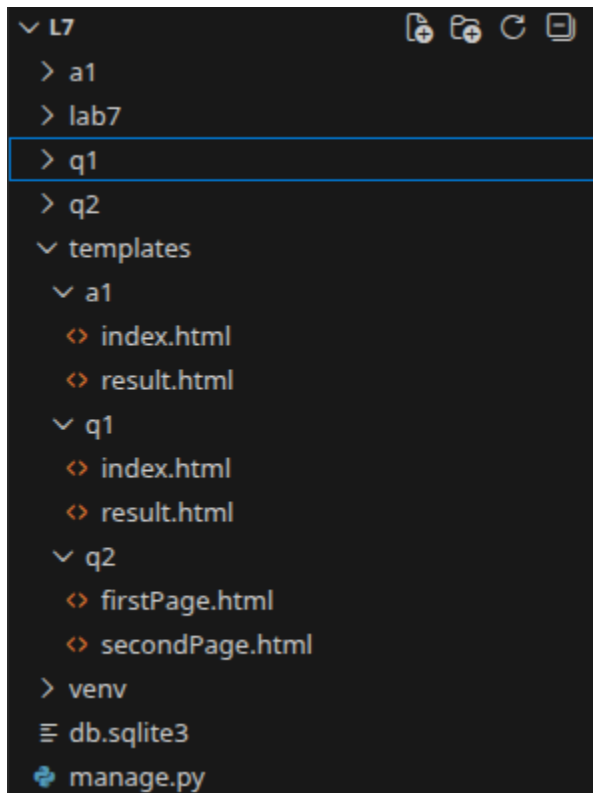 L7
a1
lab7
q1
q2
templates
a1
index.html
result.html
q1
index.html
result.html
q2
firstPage.html
secondPage.html
venv
db.sqlite3
manage.py